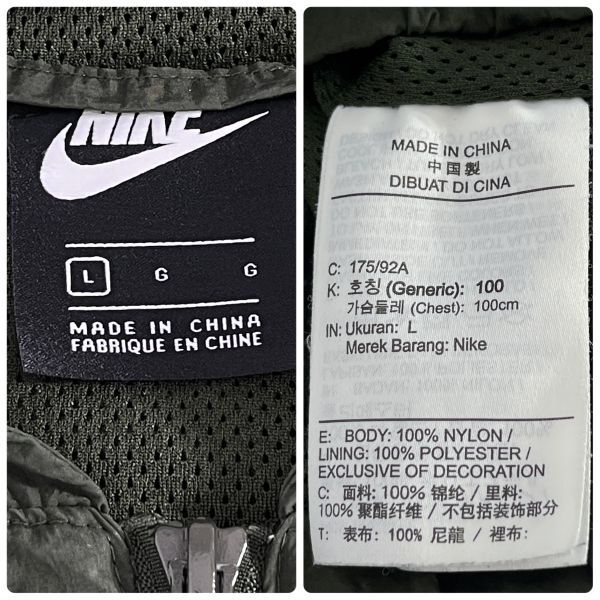 NIKE
L G G
MADE IN CHINA
FABRIQUE EN CHINE
MADE IN CHINA
中国製
DIBUAT DI CINA
C: 175/92A
K: 호칭 (Generic): 100
가슴둘레 (Chest): 100cm
IN: Ukuran: L
Merek Barang: Nike
E: BODY: 100% NYLON /
LINING: 100% POLYESTER /
EXCLUSIVE OF DECORATION
C: 面料: 100% 锦纶 / 里料:
100% 聚酯纤维 / 不包括装饰部分
T: 表布: 100% 尼龍 / 裡布: